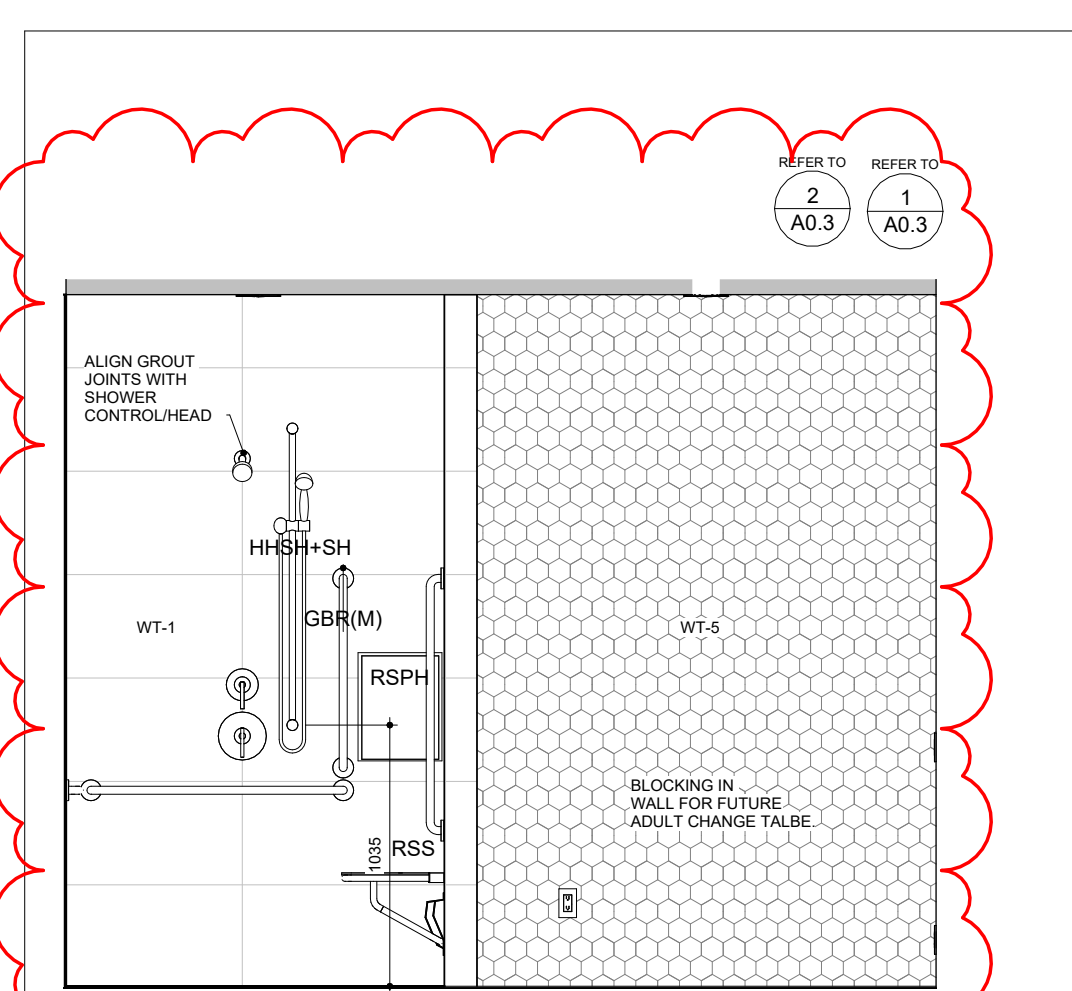 REFER TO
2
A0.3
REFER TO
1
A0.3
ALIGN GROUT
JOINTS WITH
SHOWER
CONTROL/HEAD
HHSH+SH
GBR(M)
WT-1
WT-5
RSPH
BLOCKING IN
WALL FOR FUTURE
ADULT CHANGE TALBE.
1035
RSS